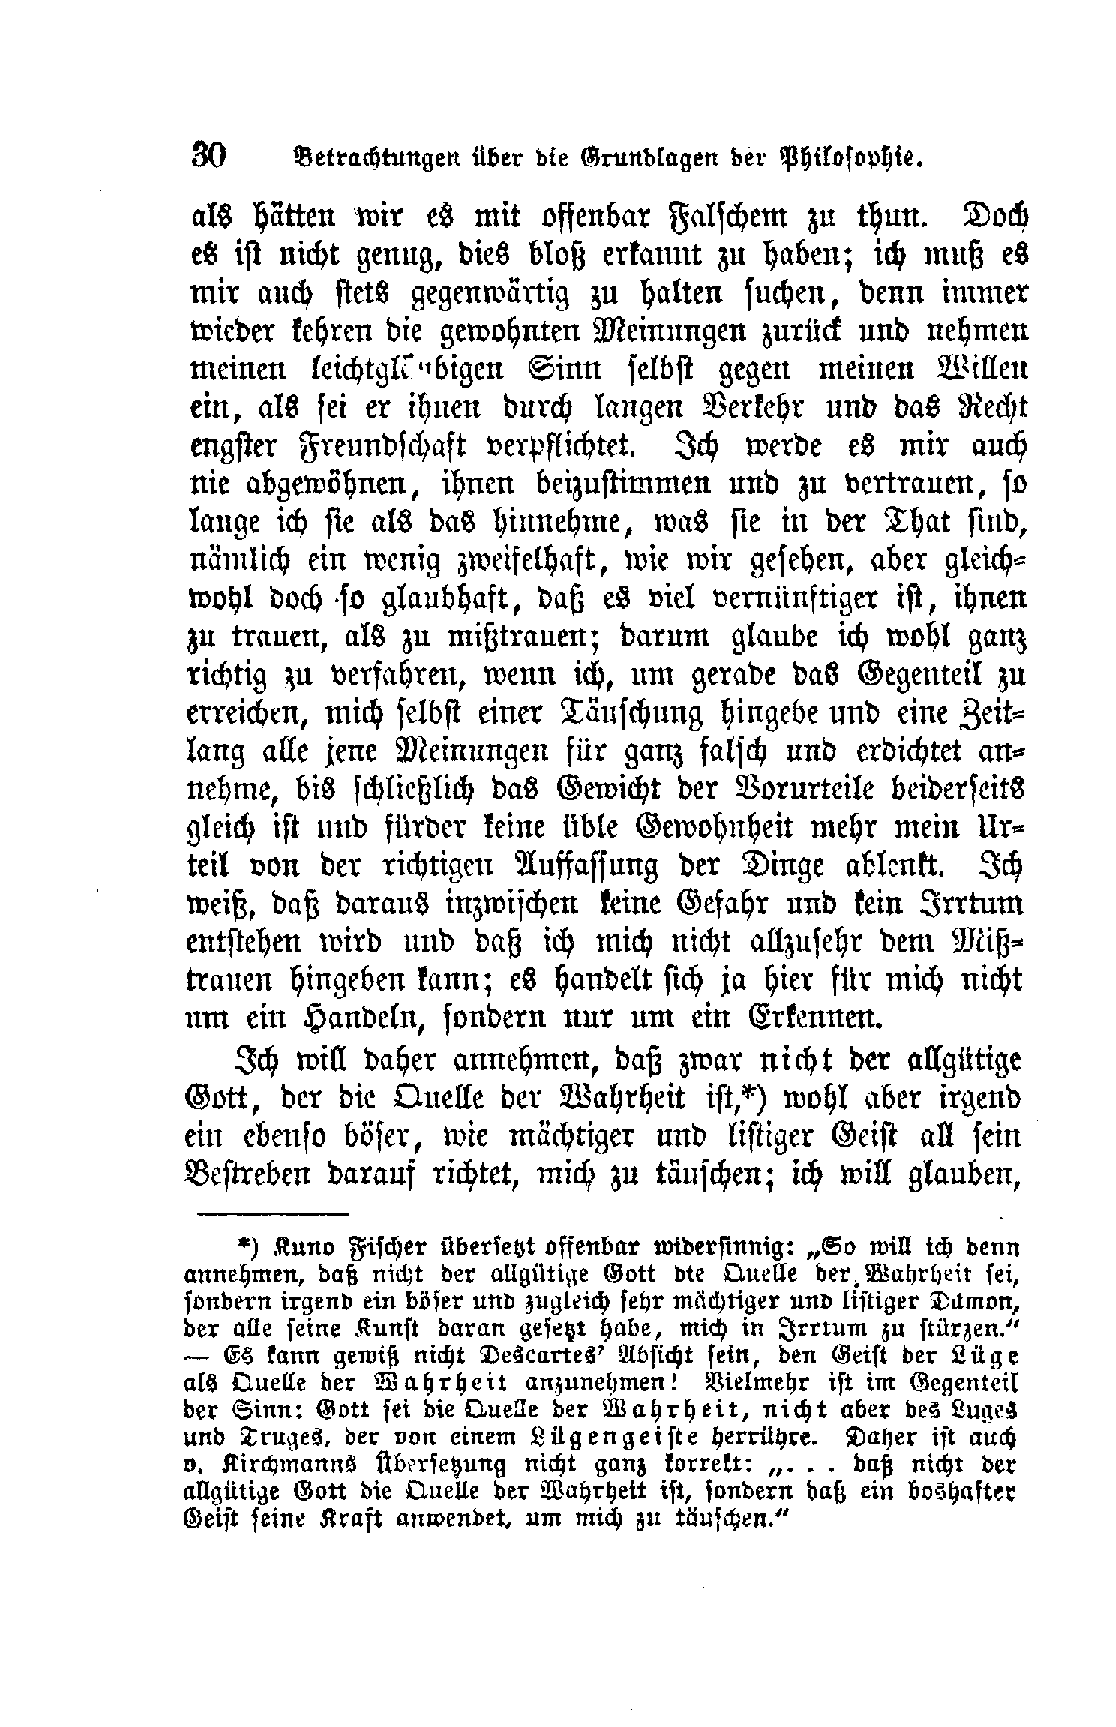 30 Betrachtungen über die Grundlagen der Philosophie.
als hätten wir es mit offenbar Falschem zu thun. Doch
es ist nicht genug, dies bloß erkannt zu haben; ich muß es
mir auch stets gegenwärtig zu halten suchen, denn immer
wieder kehren die gewohnten Meinungen zurück und nehmen
meinen leichtgläubigen Sinn selbst gegen meinen Willen
ein, als sei er ihnen durch langen Verkehr und das Recht
engster Freundschaft verpflichtet. Ich werde es mir auch
nie abgewöhnen, ihnen beizustimmen und zu vertrauen, so
lange ich sie als das hinnehme, was sie in der That sind,
nämlich ein wenig zweifelhaft, wie wir gesehen, aber gleich-
wohl doch so glaubhaft, daß es viel vernünftiger ist, ihnen
zu trauen, als zu mißtrauen; darum glaube ich wohl ganz
richtig zu verfahren, wenn ich, um gerade das Gegenteil zu
erreichen, mich selbst einer Täuschung hingebe und eine Zeit-
lang alle jene Meinungen für ganz falsch und erdichtet an-
nehme, bis schließlich das Gewicht der Vorurteile beiderseits
gleich ist und fürder keine üble Gewohnheit mehr mein Ur-
teil von der richtigen Auffassung der Dinge ablenkt. Ich
weiß, daß daraus inzwischen keine Gefahr und kein Irrtum
entstehen wird und daß ich mich nicht allzusehr dem Miß-
trauen hingeben kann; es handelt sich ja hier für mich nicht
um ein Handeln, sondern nur um ein Erkennen.
Ich will daher annehmen, daß zwar nicht der allgütige
Gott, der die Quelle der Wahrheit ist,*) wohl aber irgend
ein ebenso böser, wie mächtiger und listiger Geist all sein
Bestreben darauf richtet, mich zu täuschen; ich will glauben,
*) Kuno Fischer übersetzt offenbar widersinnig: „So will ich denn
annehmen, daß nicht der allgütige Gott die Quelle der Wahrheit sei,
sondern irgend ein böser und zugleich sehr mächtiger und listiger Dämon,
der alle seine Kunst daran gesetzt habe, mich in Irrtum zu stürzen.“
— Es kann gewiß nicht Descartes' Absicht sein, den Geist der Lüge
als Quelle der Wahrheit anzunehmen! Vielmehr ist im Gegenteil
der Sinn: Gott sei die Quelle der Wahrheit, nicht aber des Luges
und Truges, der von einem Lügengeiste herrühre. Daher ist auch
v. Kirchmanns Übersetzung nicht ganz korrekt: „. . . daß nicht der
allgütige Gott die Quelle der Wahrheit ist, sondern daß ein boshafter
Geist seine Kraft anwendet, um mich zu täuschen.“